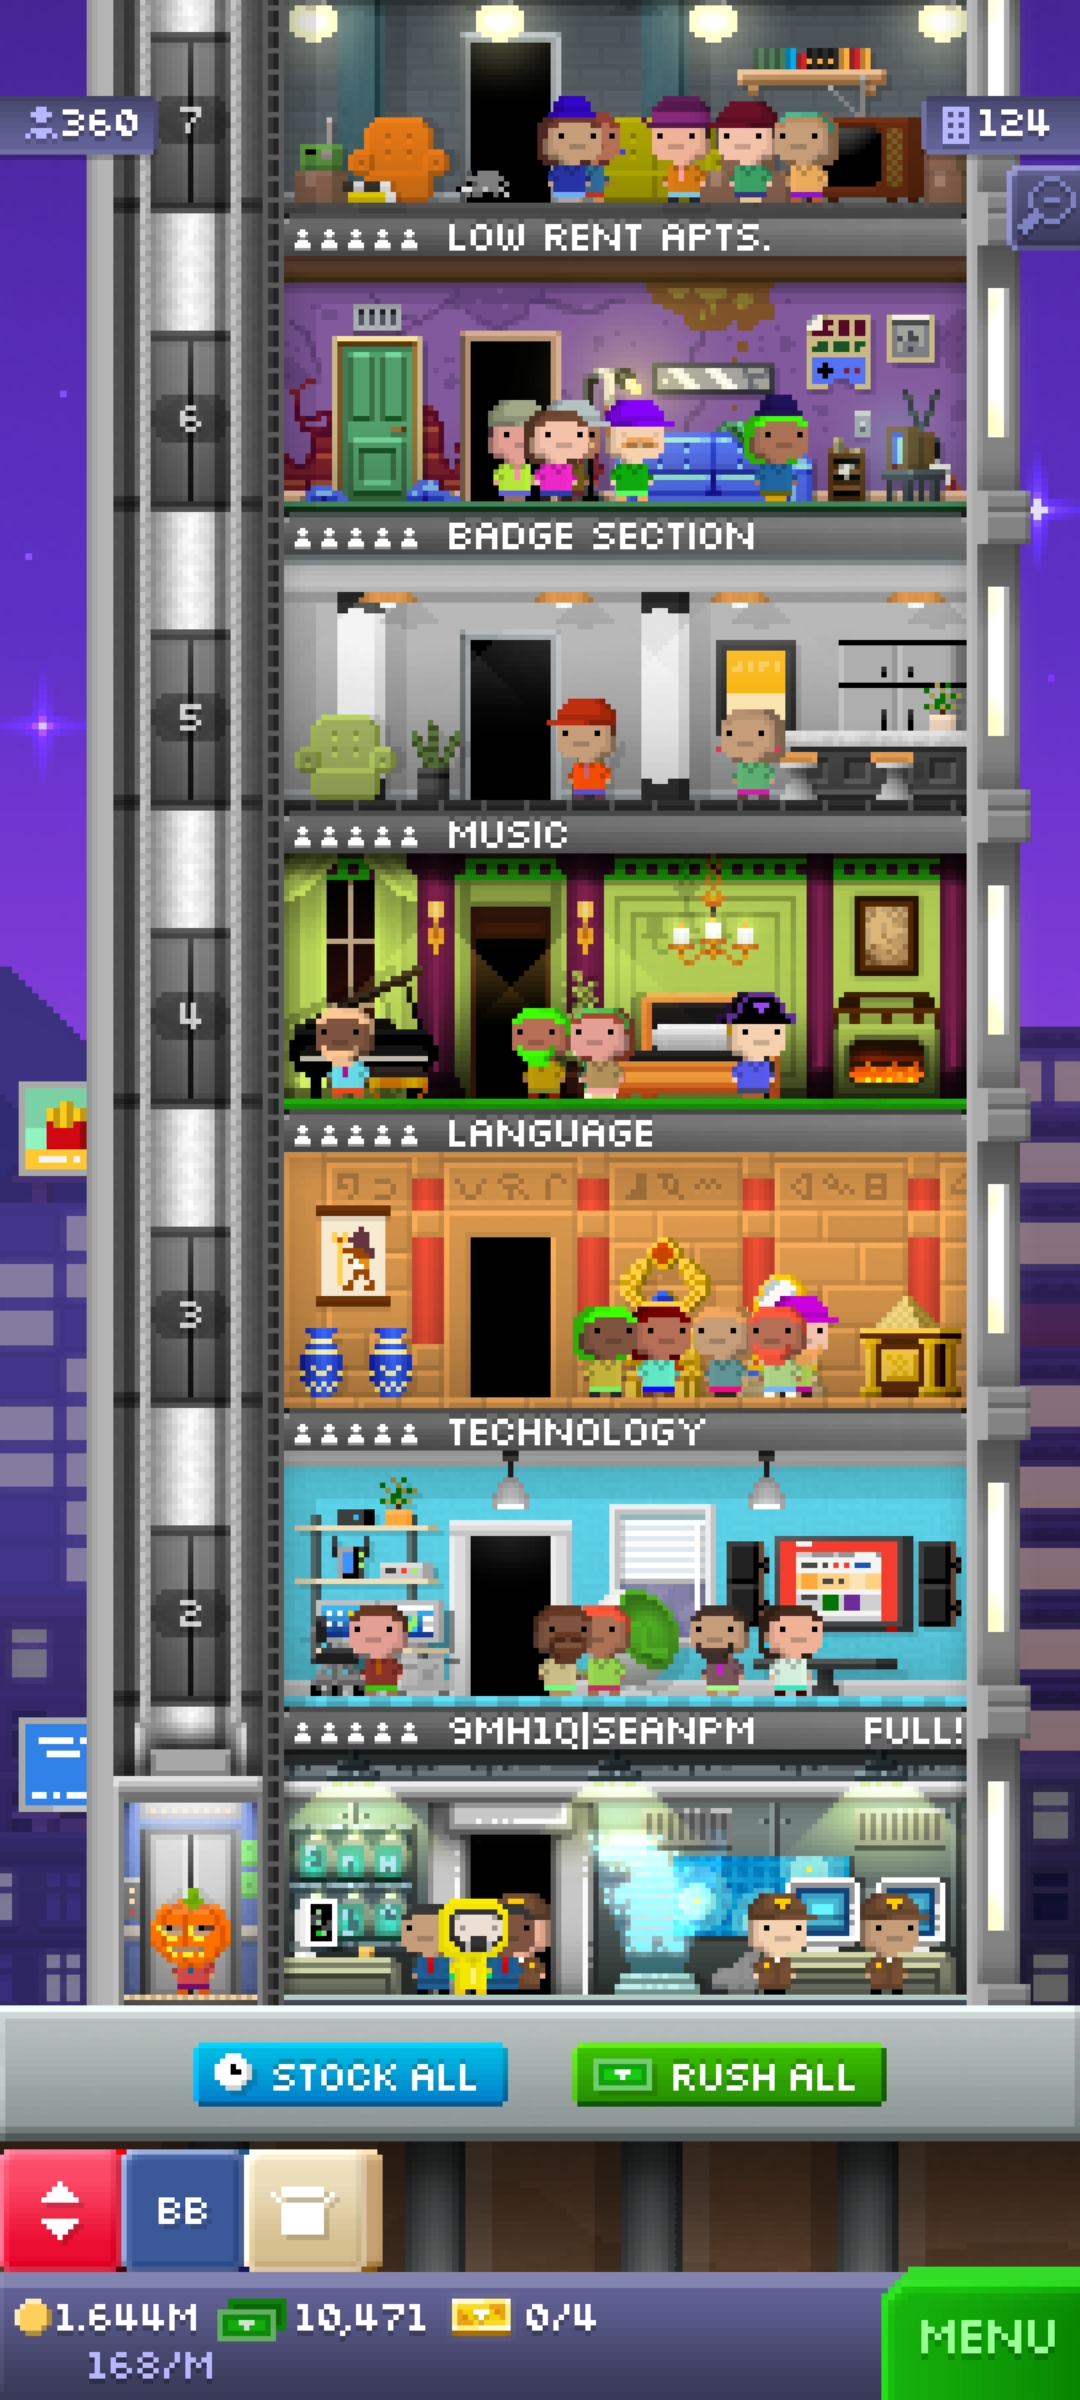 360
7
124
LOW RENT APTS.
6
BADGE SECTION
5
MUSIC
4
LANGUAGE
3
TECHNOLOGY
2
9MH1Q|SEANPM FULL!
STOCK ALL
RUSH ALL
BB
1.644M 10,471 0/4
168/M
MENU